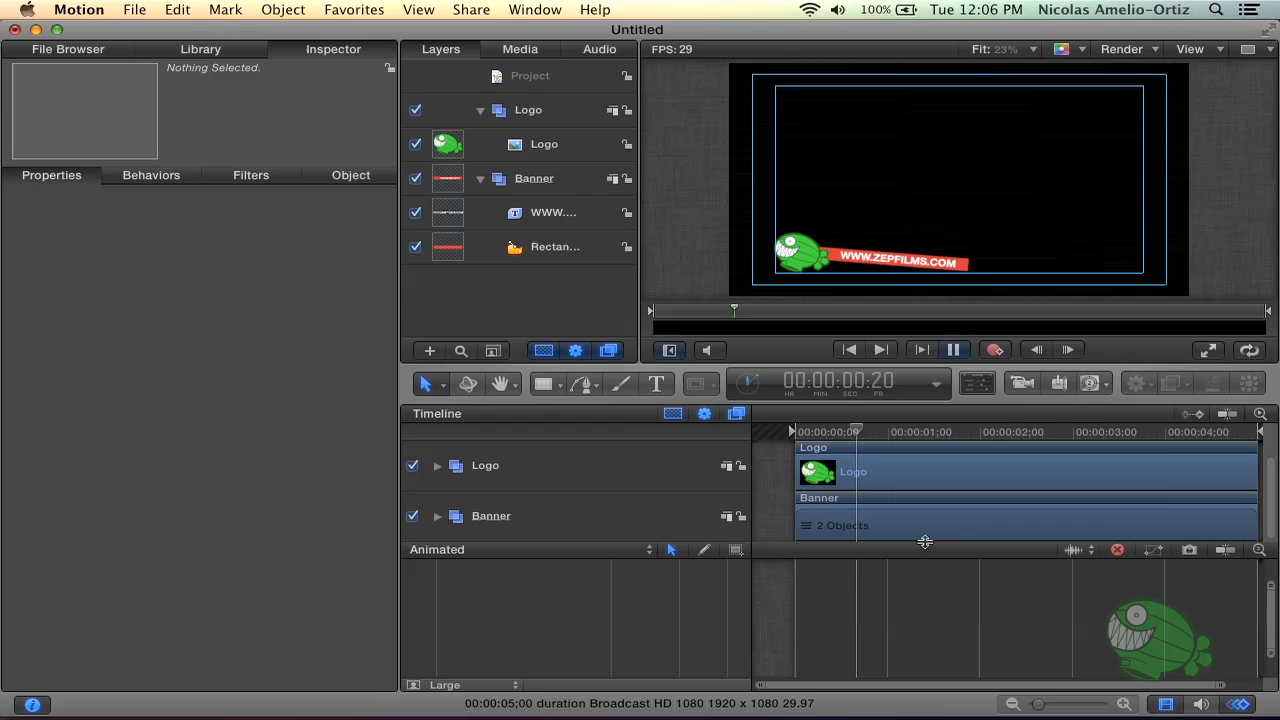 Motion File Edit Mark Object Favorites View Share Window Help 100% Tue 12:06 PM Nicolas Amelio-Ortiz
Untitled
File Browser Library Inspector Layers Media Audio FPS: 29 Fit: 23% Render View
Nothing Selected.
Project
Logo
Logo
Banner
WWW....
Rectan...
Properties Behaviors Filters Object
WWW.ZEPFILMS.COM
T 00:00:00:20
HR MIN SEC FR
Timeline
00:00:00;00 00:00:01;00 00:00:02;00 00:00:03;00 00:00:04;00
Logo
Logo Logo
Banner
Banner 2 Objects
Animated
Large
00:00:05;00 duration Broadcast HD 1080 1920 x 1080 29.97